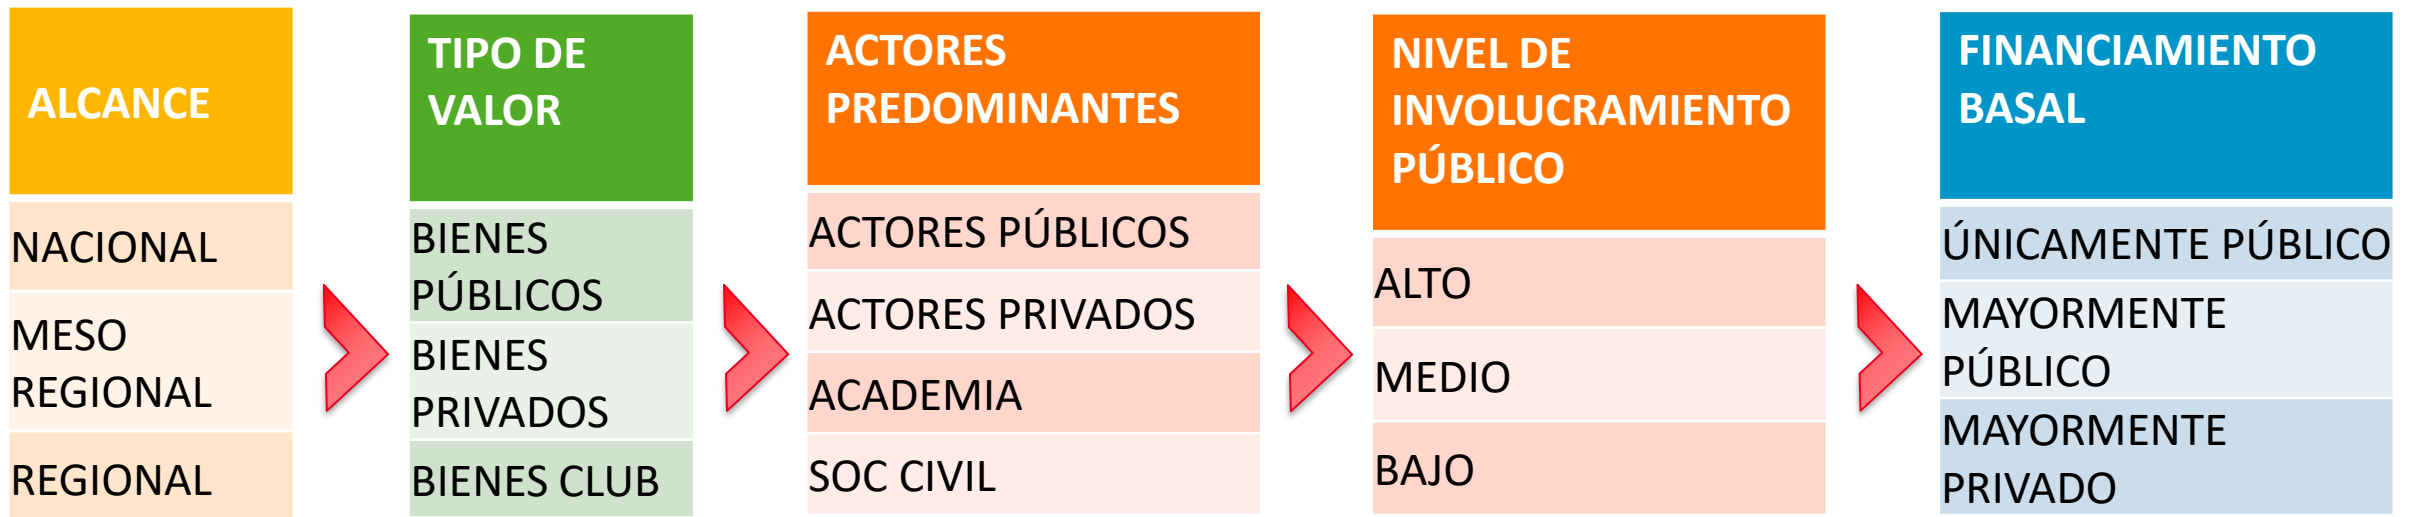 ALCANCE
NACIONAL
MESO
REGIONAL
REGIONAL
TIPO DE
VALOR
BIENES
PÚBLICOS
BIENES
PRIVADOS
BIENES CLUB
ACTORES
PREDOMINANTES
ACTORES PÚBLICOS
ACTORES PRIVADOS
ACADEMIA
SOC CIVIL
NIVEL DE
INVOLUCRAMIENTO
PÚBLICO
ALTO
MEDIO
BAJO
FINANCIAMIENTO
BASAL
ÚNICAMENTE PÚBLICO
MAYORMENTE
PÚBLICO
MAYORMENTE
PRIVADO